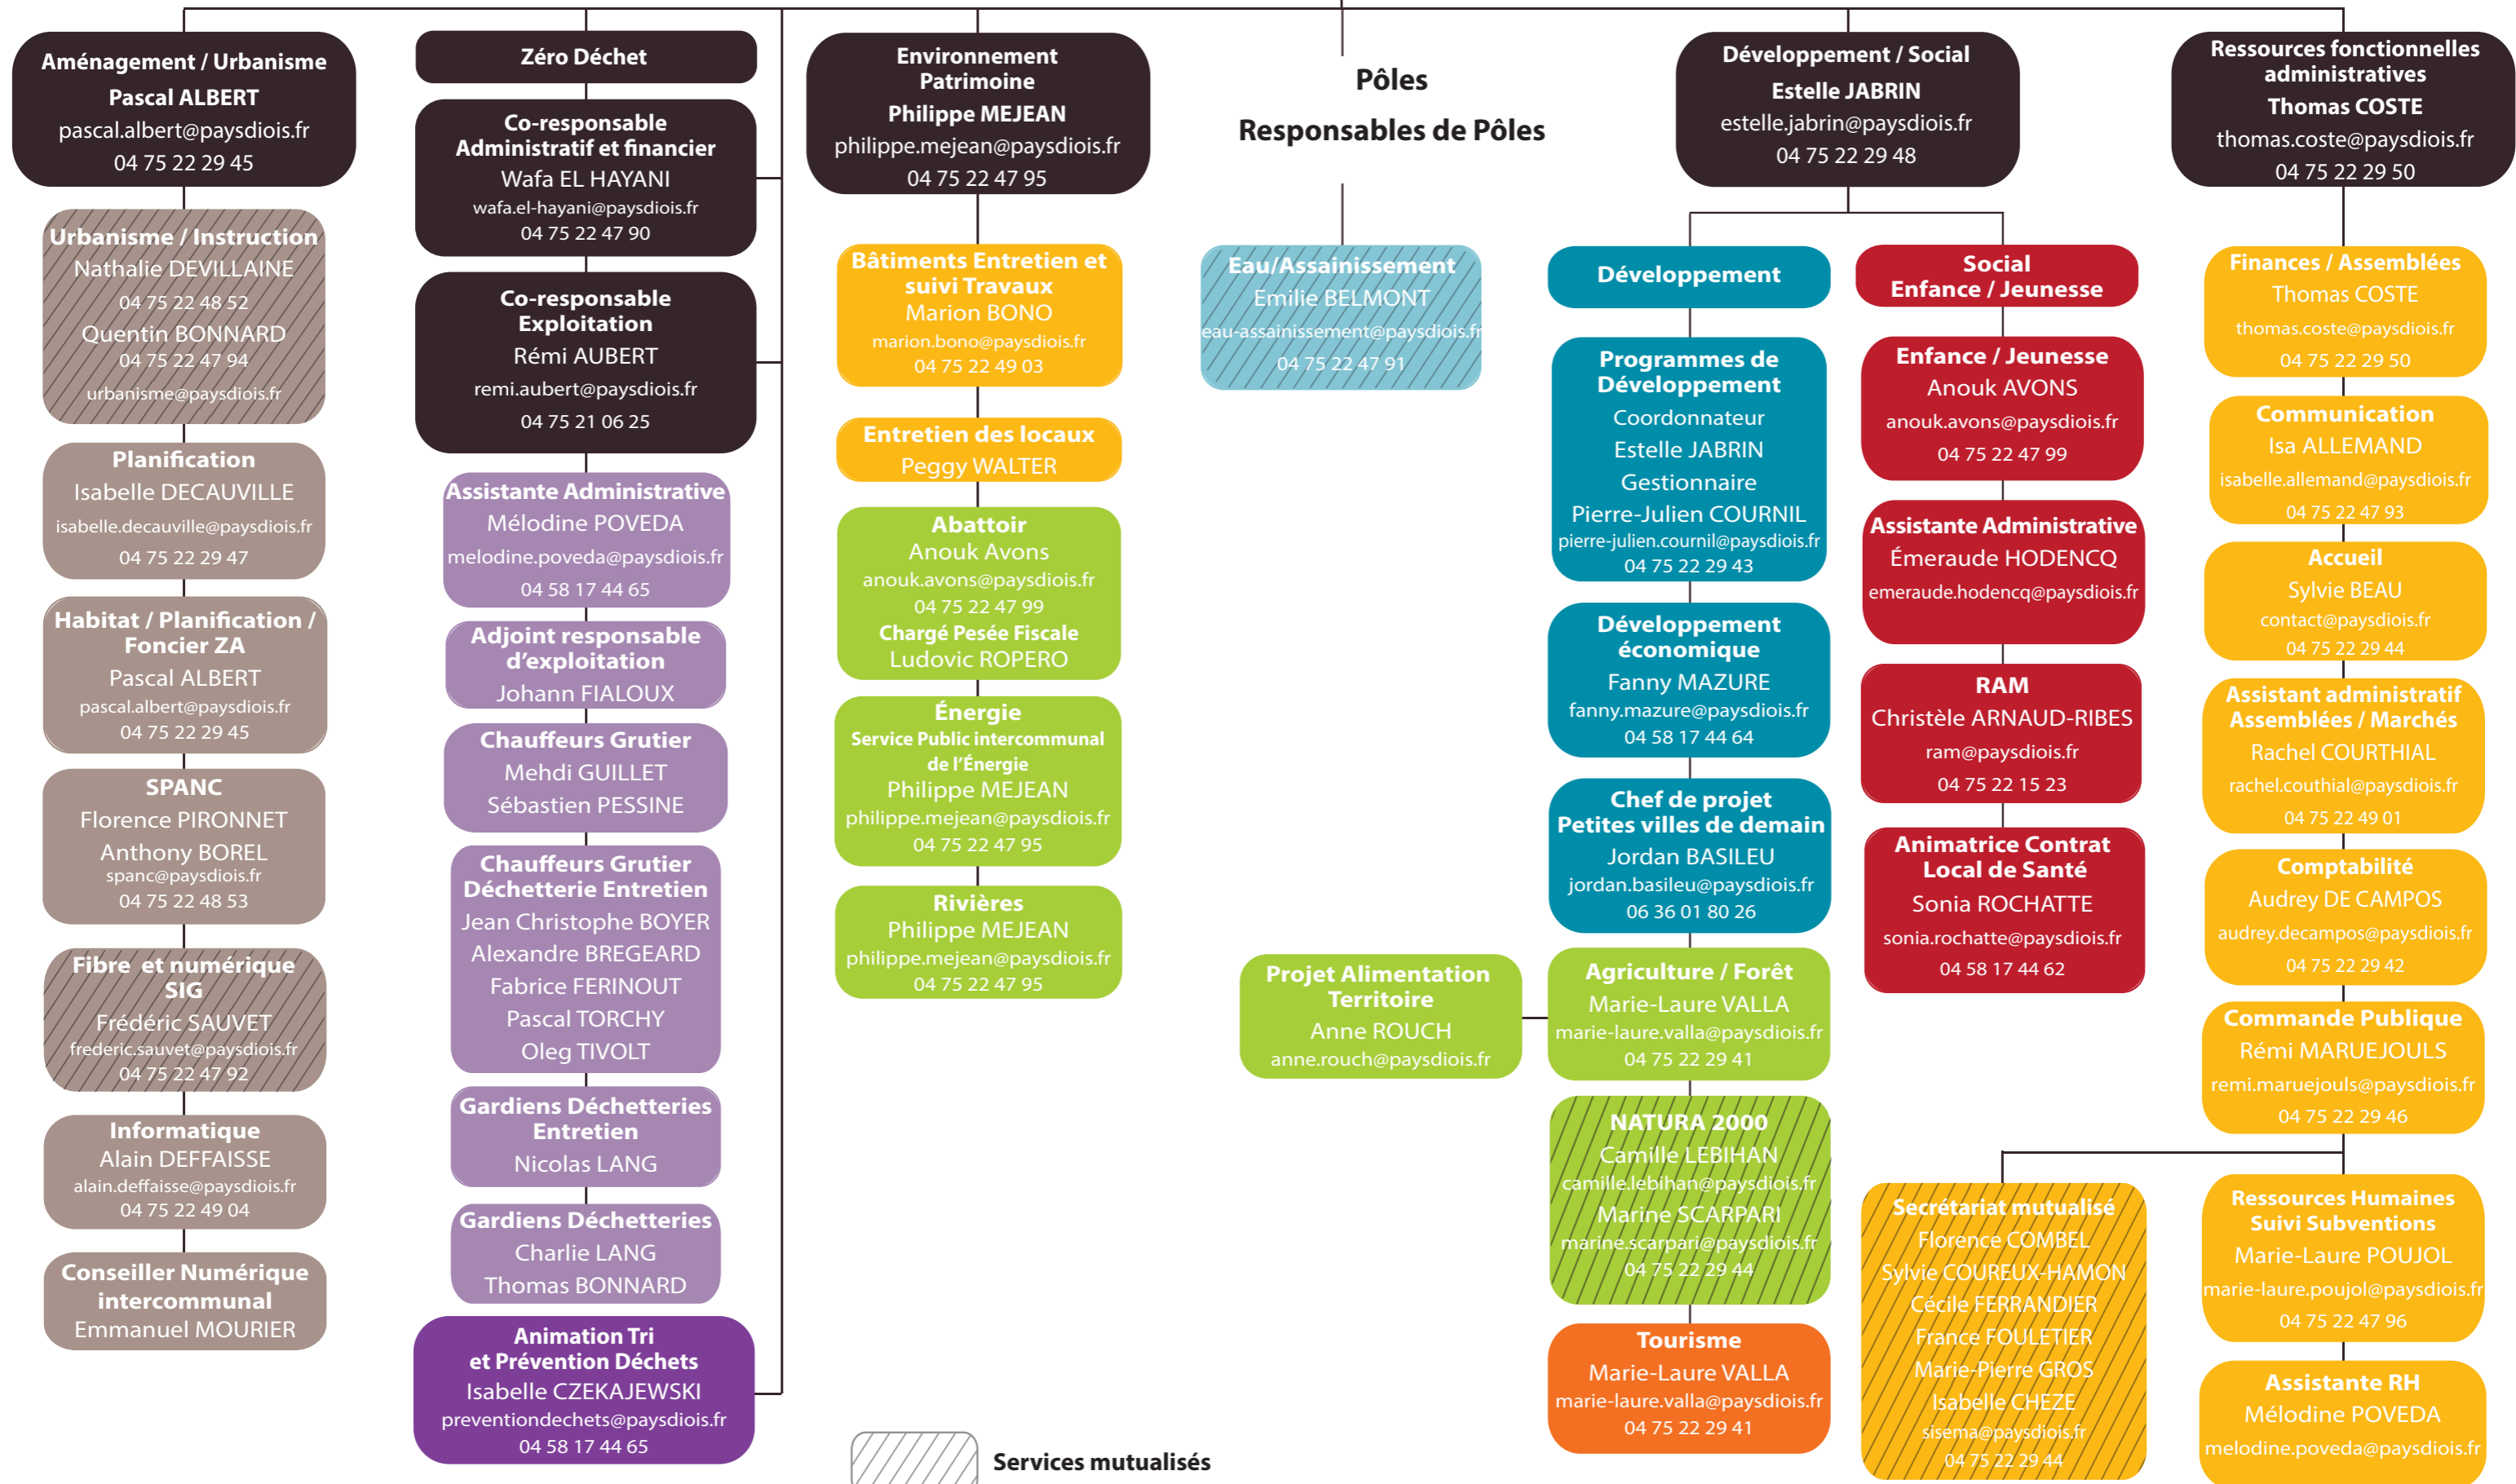 Aménagement / Urbanisme
Pascal ALBERT
pascal.albert@paysdiois.fr
04 75 22 29 45
Urbanisme / Instruction
Nathalie DEVILLAINE
04 75 22 48 52
Quentin BONNARD
04 75 22 47 94
urbanisme@paysdiois.fr
Planification
Isabelle DECAUVILLE
isabelle.decauville@paysdiois.fr
04 75 22 29 47
Habitat / Planification /
Foncier ZA
Pascal ALBERT
pascal.albert@paysdiois.fr
04 75 22 29 45
SPANC
Florence PIRONNET
Anthony BOREL
spanc@paysdiois.fr
04 75 22 48 53
Fibre et numérique
SIG
Frédéric SAUVET
frederic.sauvet@paysdiois.fr
04 75 22 47 92
Informatique
Alain DEFFAISSE
alain.deffaisse@paysdiois.fr
04 75 22 49 04
Conseiller Numérique
intercommunal
Emmanuel MOURIER
Zéro Déchet
Co-responsable
Administratif et financier
Wafa EL HAYANI
wafa.el-hayani@paysdiois.fr
04 75 22 47 90
Co-responsable
Exploitation
Rémi AUBERT
remi.aubert@paysdiois.fr
04 75 21 06 25
Assistante Administrative
Mélodine POVEDA
melodine.poveda@paysdiois.fr
04 58 17 44 65
Adjoint responsable
d'exploitation
Johann FIALOUX
Chauffeurs Grutier
Mehdi GUILLET
Sébastien PESSINE
Chauffeurs Grutier
Déchetterie Entretien
Jean Christophe BOYER
Alexandre BREGEARD
Fabrice FERINOUT
Pascal TORCHY
Oleg TIVOLT
Gardiens Déchetteries
Entretien
Nicolas LANG
Gardiens Déchetteries
Charlie LANG
Thomas BONNARD
Animation Tri
et Prévention Déchets
Isabelle CZEKAJEWSKI
preventiondechets@paysdiois.fr
04 58 17 44 65
Environnement
Patrimoine
Philippe MEJEAN
philippe.mejean@paysdiois.fr
04 75 22 47 95
Bâtiments Entretien et
suivi Travaux
Marion BONO
marion.bono@paysdiois.fr
04 75 22 49 03
Entretien des locaux
Peggy WALTER
Abattoir
Anouk Avons
anouk.avons@paysdiois.fr
04 75 22 47 99
Chargé Pesée Fiscale
Ludovic ROPERO
Énergie
Service Public intercommunal
de l'Énergie
Philippe MEJEAN
philippe.mejean@paysdiois.fr
04 75 22 47 95
Rivières
Philippe MEJEAN
philippe.mejean@paysdiois.fr
04 75 22 47 95
Pôles
Responsables de Pôles
Eau/Assainissement
Emilie BELMONT
eau-assainissement@paysdiois.fr
04 75 22 47 91
Développement / Social
Estelle JABRIN
estelle.jabrin@paysdiois.fr
04 75 22 29 48
Développement
Programmes de
Développement
Coordonnateur
Estelle JABRIN
Gestionnaire
Pierre-Julien COURNIL
pierre-julien.cournil@paysdiois.fr
04 75 22 29 43
Développement
économique
Fanny MAZURE
fanny.mazure@paysdiois.fr
04 58 17 44 64
Chef de projet
Petites villes de demain
Jordan BASILEU
jordan.basileu@paysdiois.fr
06 36 01 80 26
Projet Alimentation
Territoire
Anne ROUCH
anne.rouch@paysdiois.fr
Agriculture / Forêt
Marie-Laure VALLA
marie-laure.valla@paysdiois.fr
04 75 22 29 41
NATURA 2000
Camille LEBIHAN
camille.lebihan@paysdiois.fr
Marine SCARPARI
marine.scarpari@paysdiois.fr
04 75 22 29 44
Tourisme
Marie-Laure VALLA
marie-laure.valla@paysdiois.fr
04 75 22 29 41
Social
Enfance / Jeunesse
Enfance / Jeunesse
Anouk AVONS
anouk.avons@paysdiois.fr
04 75 22 47 99
Assistante Administrative
Émeraude HODENCQ
emeraude.hodencq@paysdiois.fr
RAM
Christèle ARNAUD-RIBES
ram@paysdiois.fr
04 75 22 15 23
Animatrice Contrat
Local de Santé
Sonia ROCHATTE
sonia.rochatte@paysdiois.fr
04 58 17 44 62
Ressources fonctionnelles
administratives
Thomas COSTE
thomas.coste@paysdiois.fr
04 75 22 29 50
Finances / Assemblées
Thomas COSTE
thomas.coste@paysdiois.fr
04 75 22 29 50
Communication
Isa ALLEMAND
isabelle.allemand@paysdiois.fr
04 75 22 47 93
Accueil
Sylvie BEAU
contact@paysdiois.fr
04 75 22 29 44
Assistant administratif
Assemblées / Marchés
Rachel COURTHIAL
rachel.couthial@paysdiois.fr
04 75 22 49 01
Comptabilité
Audrey DE CAMPOS
audrey.decampos@paysdiois.fr
04 75 22 29 42
Commande Publique
Rémi MARUEJOULS
remi.maruejouls@paysdiois.fr
04 75 22 29 46
Secrétariat mutualisé
Florence COMBEL
Sylvie COUREUX-HAMON
Cécile FERRANDIER
France FOULETIER
Marie-Pierre GROS
Isabelle CHEZE
sisema@paysdiois.fr
04 75 22 29 44
Ressources Humaines
Suivi Subventions
Marie-Laure POUJOL
marie-laure.poujol@paysdiois.fr
04 75 22 47 96
Assistante RH
Mélodine POVEDA
melodine.poveda@paysdiois.fr
Services mutualisés